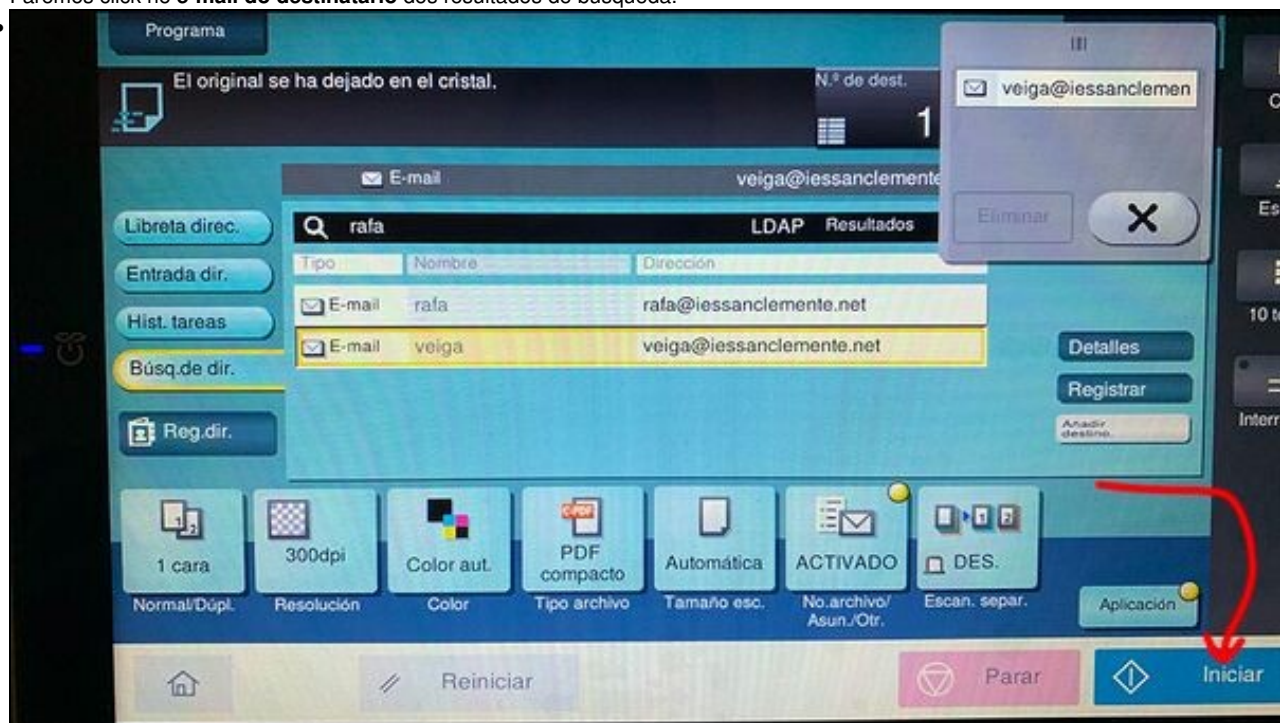 Faremos click no e-mail do destinatario dos resultados de búsqueda.
Programa
El original se ha dejado en el cristal.
N.º de dest.
1
veiga@iessanclemen
E-mail
veiga@iessanclemente
Eliminar
Libreta direc.
rafa
LDAP
Resultados
Tipo
Nombre
Dirección
Entrada dir.
E-mail
rafa
rafa@iessanclemente.net
Hist. tareas
E-mail
veiga
veiga@iessanclemente.net
Detalles
Búsq.de dir.
Registrar
Reg.dir.
Añadir
destino.
1 cara
300dpi
Color aut.
PDF
compacto
Automática
ACTIVADO
DES.
Normal/Dúpl.
Resolución
Color
Tipo archivo
Tamaño esc.
No.archivo/
Asun./Otr.
Escan. separ.
Aplicación
Reiniciar
Parar
Iniciar